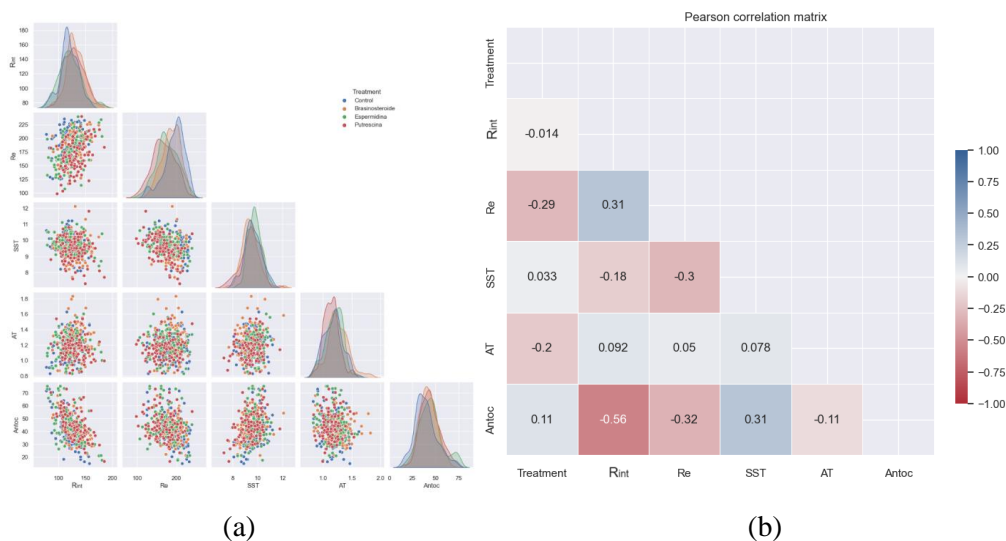 180
160
140
120
100
80
Rint
Treatment
Control
Brasinosteroide
Espermidina
Putrescina
225
200
175
150
125
100
Re
12
11
10
9
8
SST
1.8
1.6
1.4
1.2
1.0
0.8
AT
70
60
50
40
30
20
Antoc
100 150 200
Rint
100 200
Re
8 10 12
SST
1.0 1.5 2.0
AT
0 25 50 75
Antoc
(a)
Pearson correlation matrix
Treatment
Rint
-0.014
Re
-0.29 0.31
SST
0.033 -0.18 -0.3
AT
-0.2 0.092 0.05 0.078
Antoc
0.11 -0.56 -0.32 0.31 -0.11
Treatment Rint Re SST AT Antoc
1.00
0.75
0.50
0.25
0.00
-0.25
-0.50
-0.75
−1.00
(b)